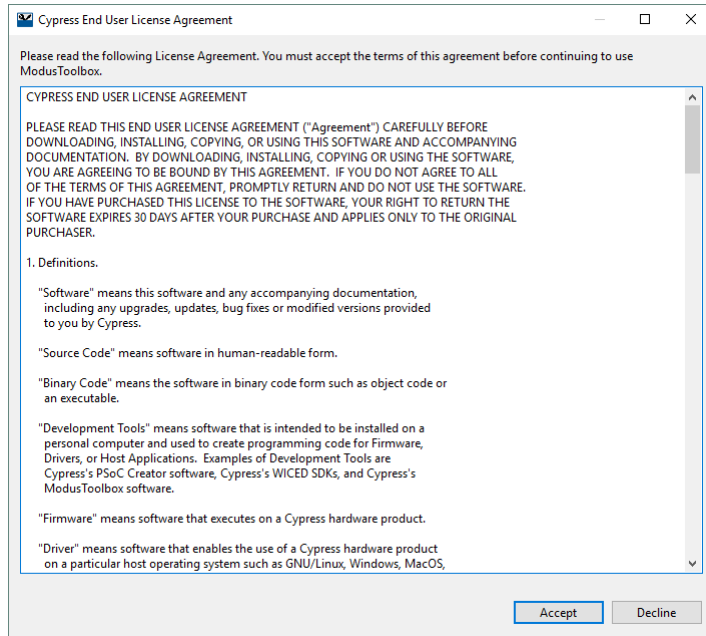 Cypress End User License Agreement
Please read the following License Agreement. You must accept the terms of this agreement before continuing to use
ModusToolbox.
CYPRESS END USER LICENSE AGREEMENT
PLEASE READ THIS END USER LICENSE AGREEMENT ("Agreement") CAREFULLY BEFORE
DOWNLOADING, INSTALLING, COPYING, OR USING THIS SOFTWARE AND ACCOMPANYING
DOCUMENTATION.  BY DOWNLOADING, INSTALLING, COPYING OR USING THE SOFTWARE,
YOU ARE AGREEING TO BE BOUND BY THIS AGREEMENT.  IF YOU DO NOT AGREE TO ALL
OF THE TERMS OF THIS AGREEMENT, PROMPTLY RETURN AND DO NOT USE THE SOFTWARE.
IF YOU HAVE PURCHASED THIS LICENSE TO THE SOFTWARE, YOUR RIGHT TO RETURN THE
SOFTWARE EXPIRES 30 DAYS AFTER YOUR PURCHASE AND APPLIES ONLY TO THE ORIGINAL
PURCHASER.
1. Definitions.
"Software" means this software and any accompanying documentation,
including any upgrades, updates, bug fixes or modified versions provided
to you by Cypress.
"Source Code" means software in human-readable form.
"Binary Code" means the software in binary code form such as object code or
an executable.
"Development Tools" means software that is intended to be installed on a
personal computer and used to create programming code for Firmware,
Drivers, or Host Applications.  Examples of Development Tools are
Cypress's PSoC Creator software, Cypress's WICED SDKs, and Cypress's
ModusToolbox software.
"Firmware" means software that executes on a Cypress hardware product.
"Driver" means software that enables the use of a Cypress hardware product
on a particular host operating system such as GNU/Linux, Windows, MacOS,
Accept
Decline